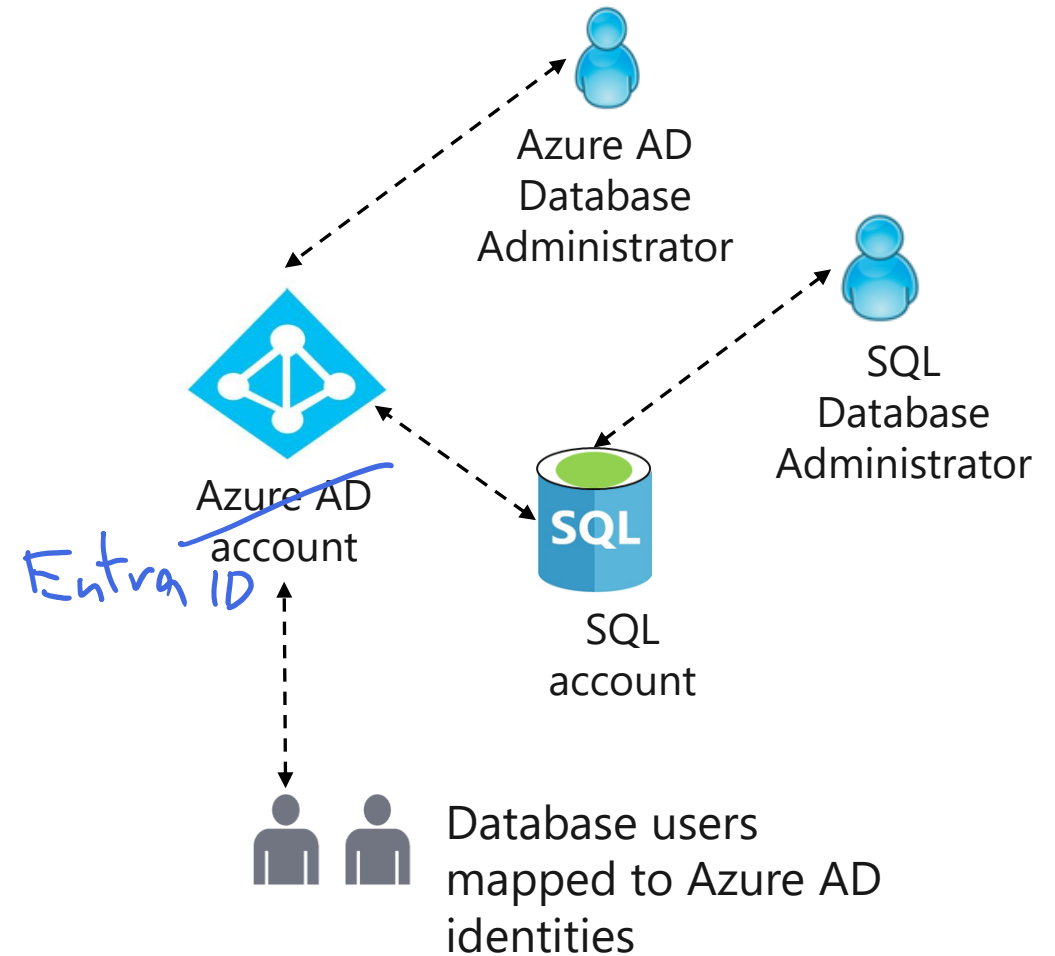 Azure AD
Database
Administrator
SQL
Database
Administrator
Azure AD
account
Entra ID
SQL
SQL
account
Database users
mapped to Azure AD
identities